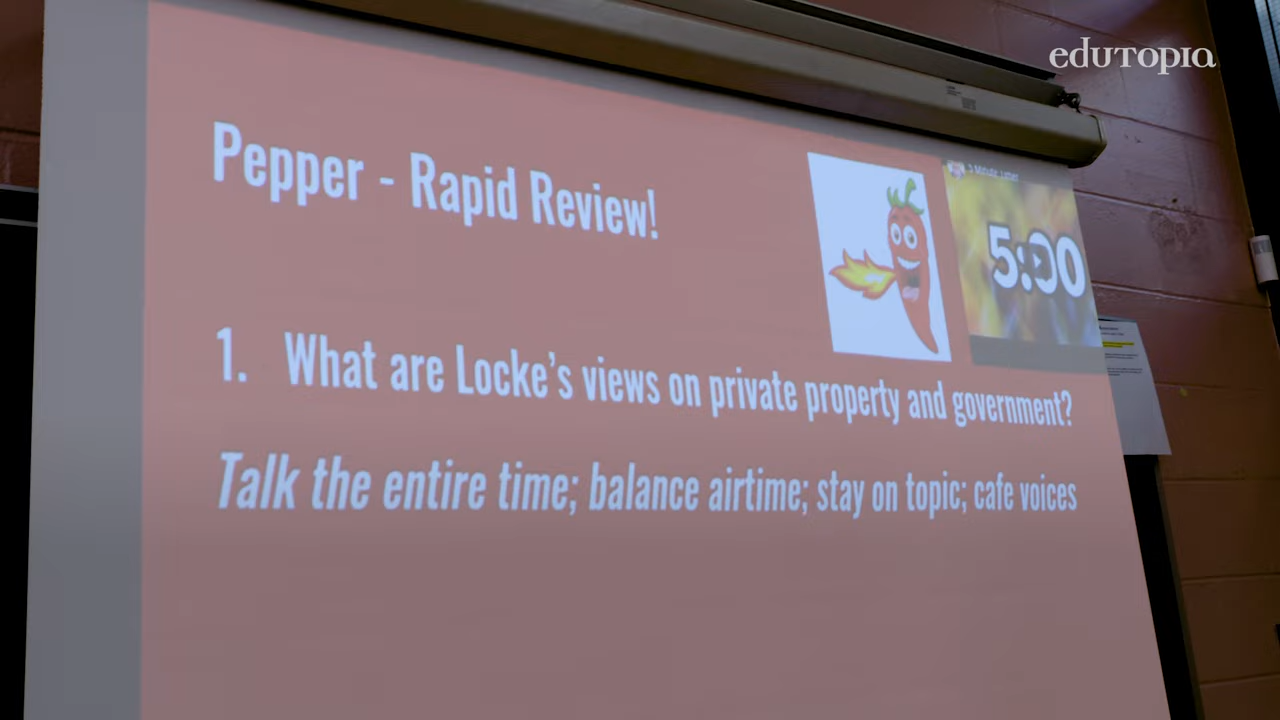 edutopia
Pepper - Rapid Review!
5:00
1. What are Locke's views on private property and government?
Talk the entire time; balance airtime; stay on topic; cafe voices